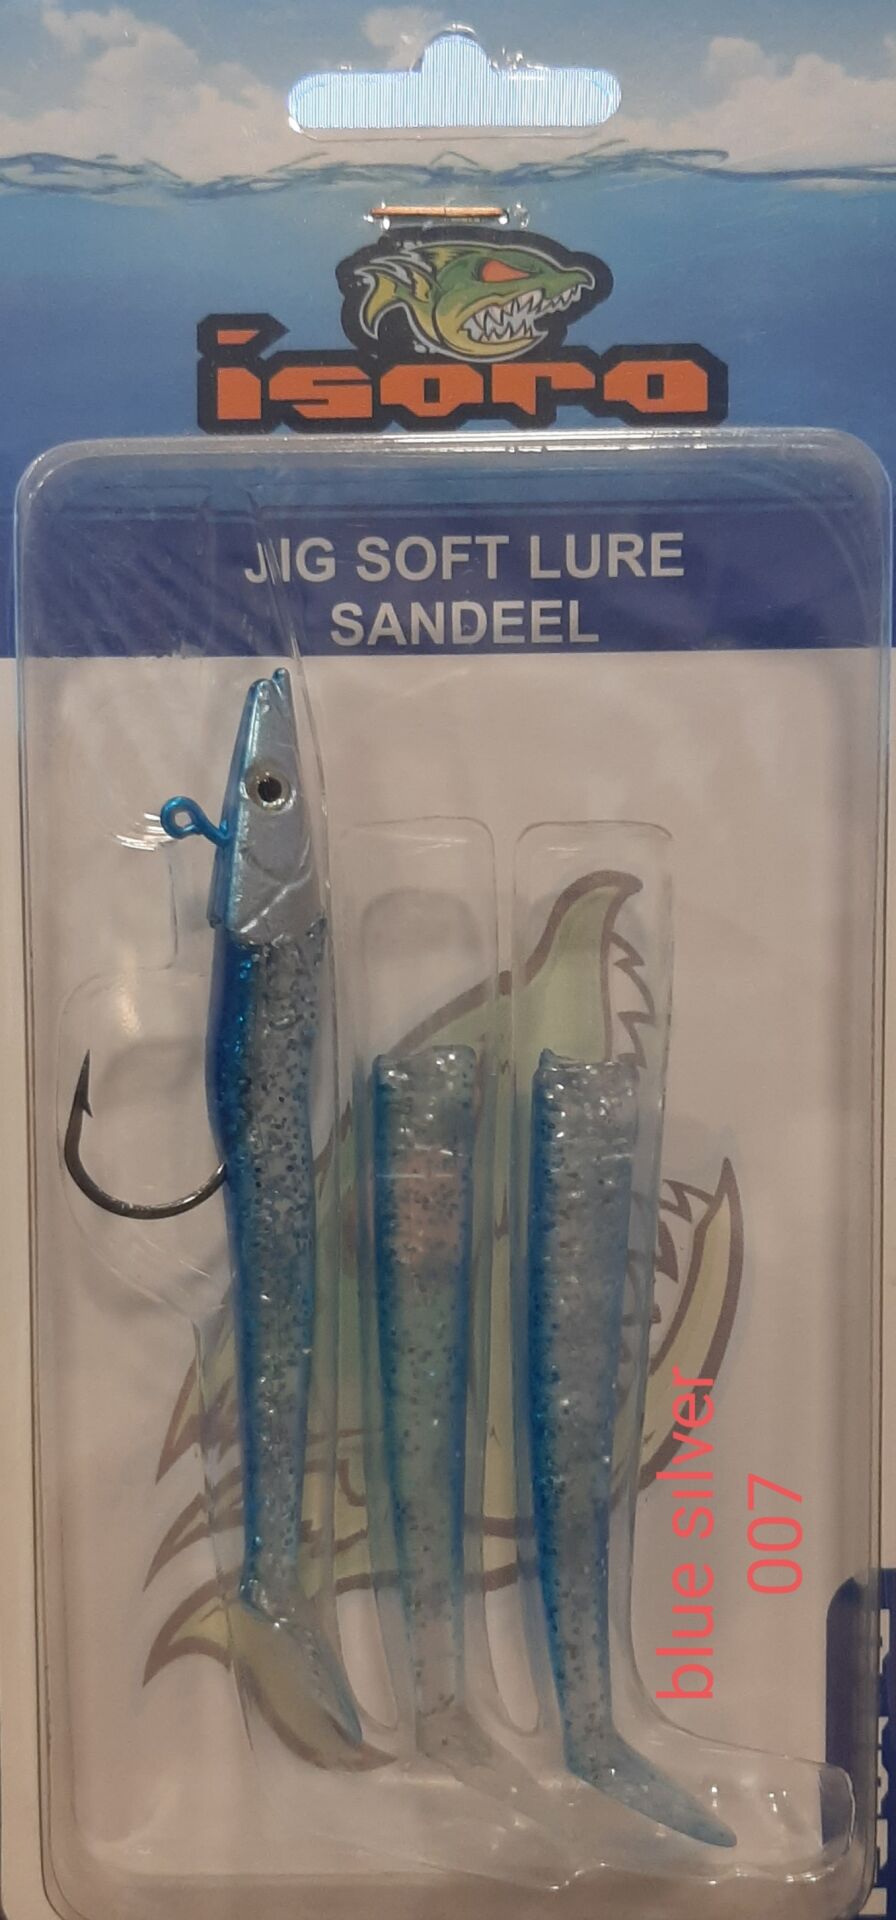 isoro
JIG SOFT LURE
SANDEEL
blue silver
007